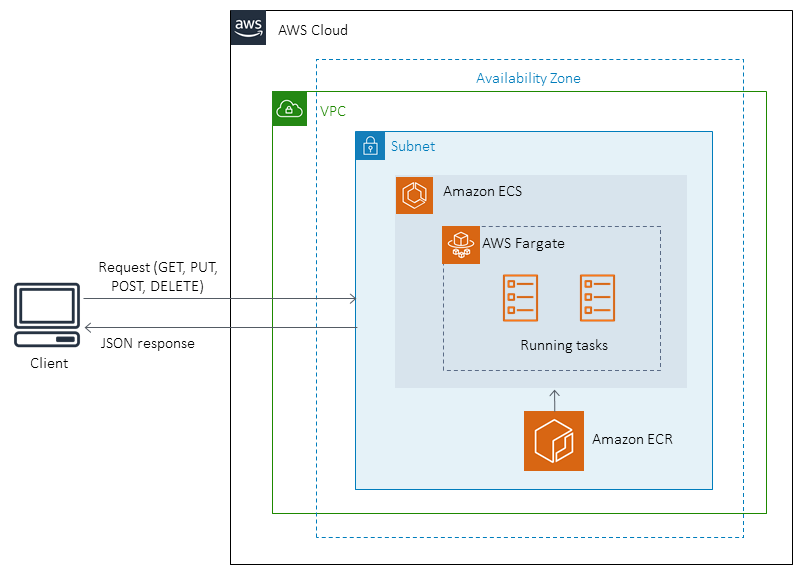 aws
AWS Cloud
Availability Zone
VPC
Subnet
Amazon ECS
AWS Fargate
Request (GET, PUT,
POST, DELETE)
JSON response
Client
Running tasks
Amazon ECR